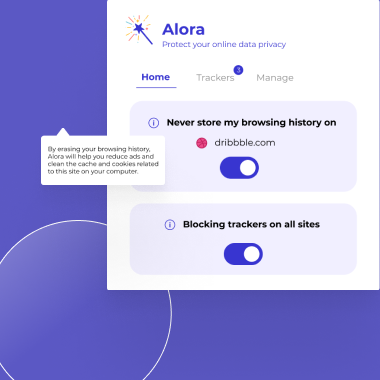 Alora
Protect your online data privacy
Home
Trackers
3
Manage
Never store my browsing history on
dribbble.com
By erasing your browsing history,
Alora will help you reduce ads and
clean the cache and cookies related
to this site on your computer.
Blocking trackers on all sites